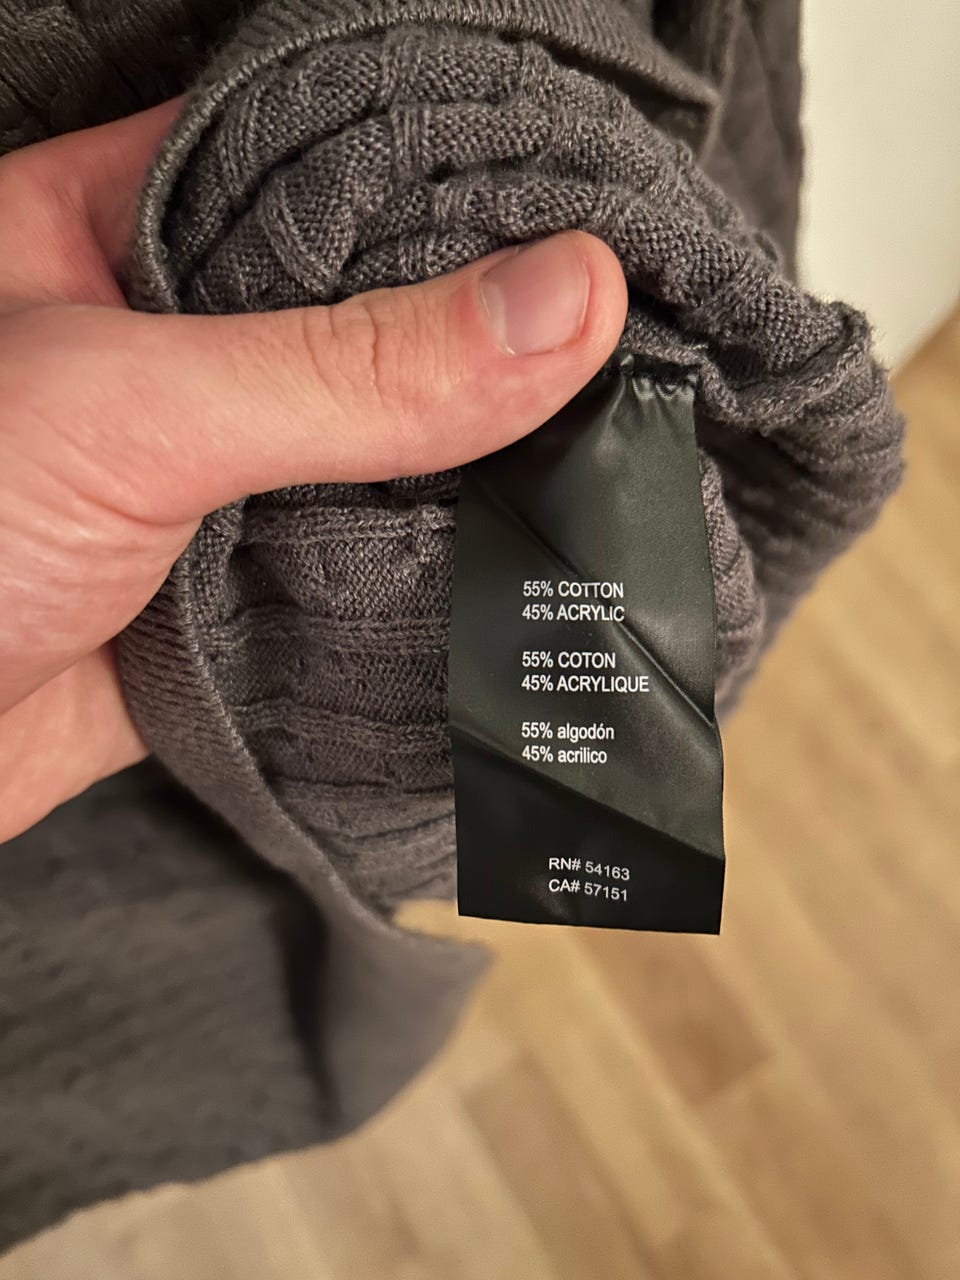 55% COTTON
45% ACRYLIC
55% COTON
45% ACRYLIQUE
55% algodón
45% acrilico
RN# 54163
CA# 57151